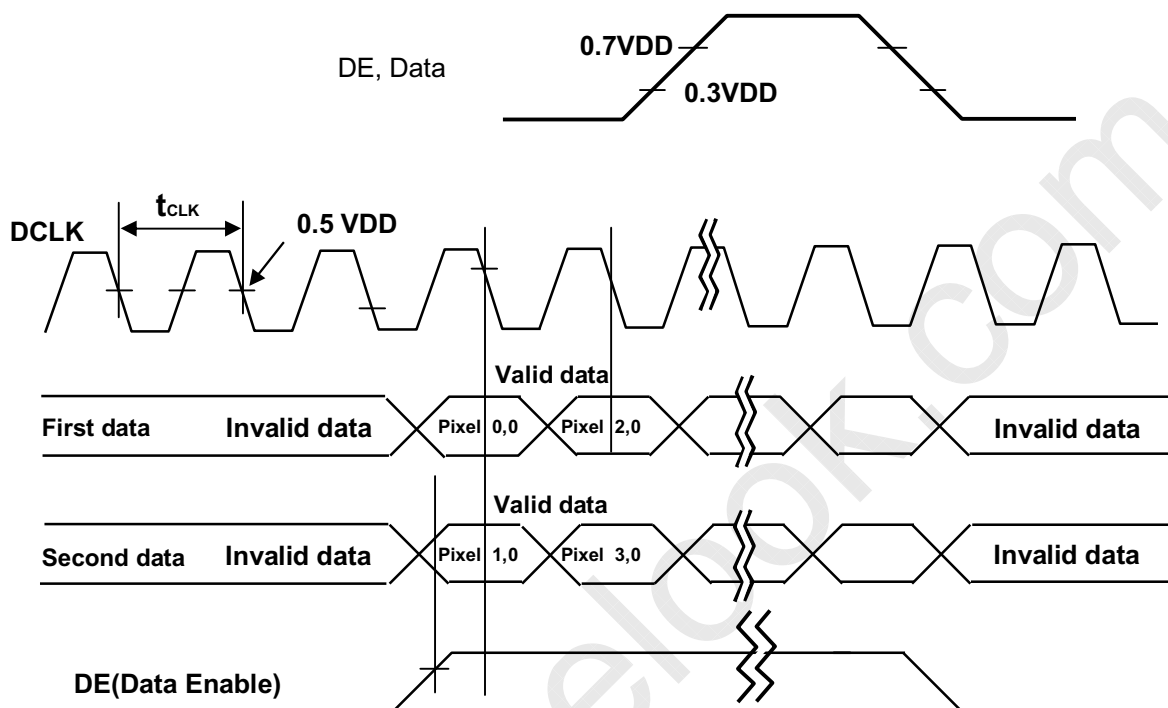 0.7VDD
DE, Data
0.3VDD
tCLK
0.5 VDD
DCLK
Valid data
First data Invalid data Pixel 0,0 Pixel 2,0 Invalid data
Valid data
Second data Invalid data Pixel 1,0 Pixel 3,0 Invalid data
DE(Data Enable)
elook.com